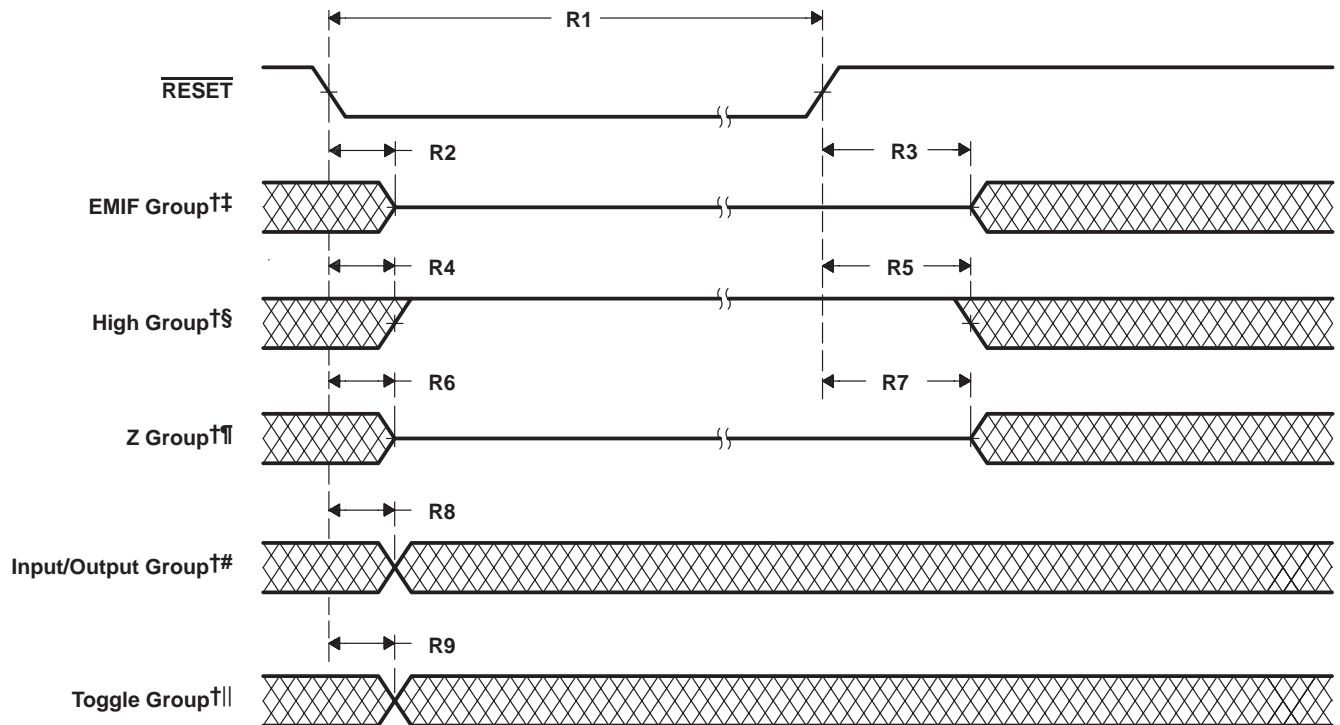 R1
RESET
R2
R3
EMIF Group†‡
R4
R5
High Group†§
R6
R7
Z Group†¶
R8
Input/Output Group†#
R9
Toggle Group†||